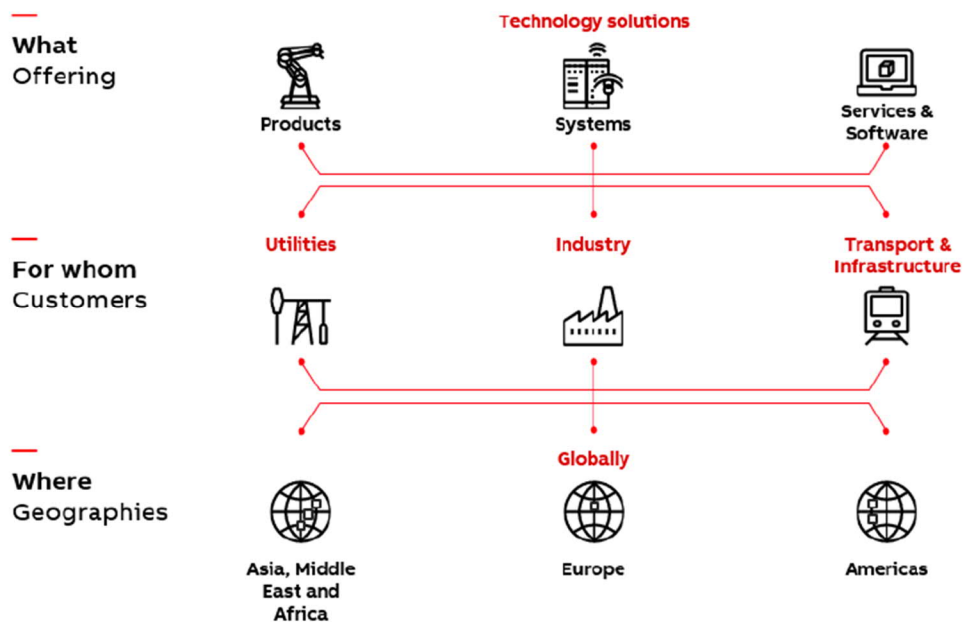 Technology solutions
What
Offering
Products
Systems
Services &
Software
Utilities
Industry
Transport &
Infrastructure
For whom
Customers
Globally
Where
Geographies
Asia, Middle
East and
Africa
Europe
Americas